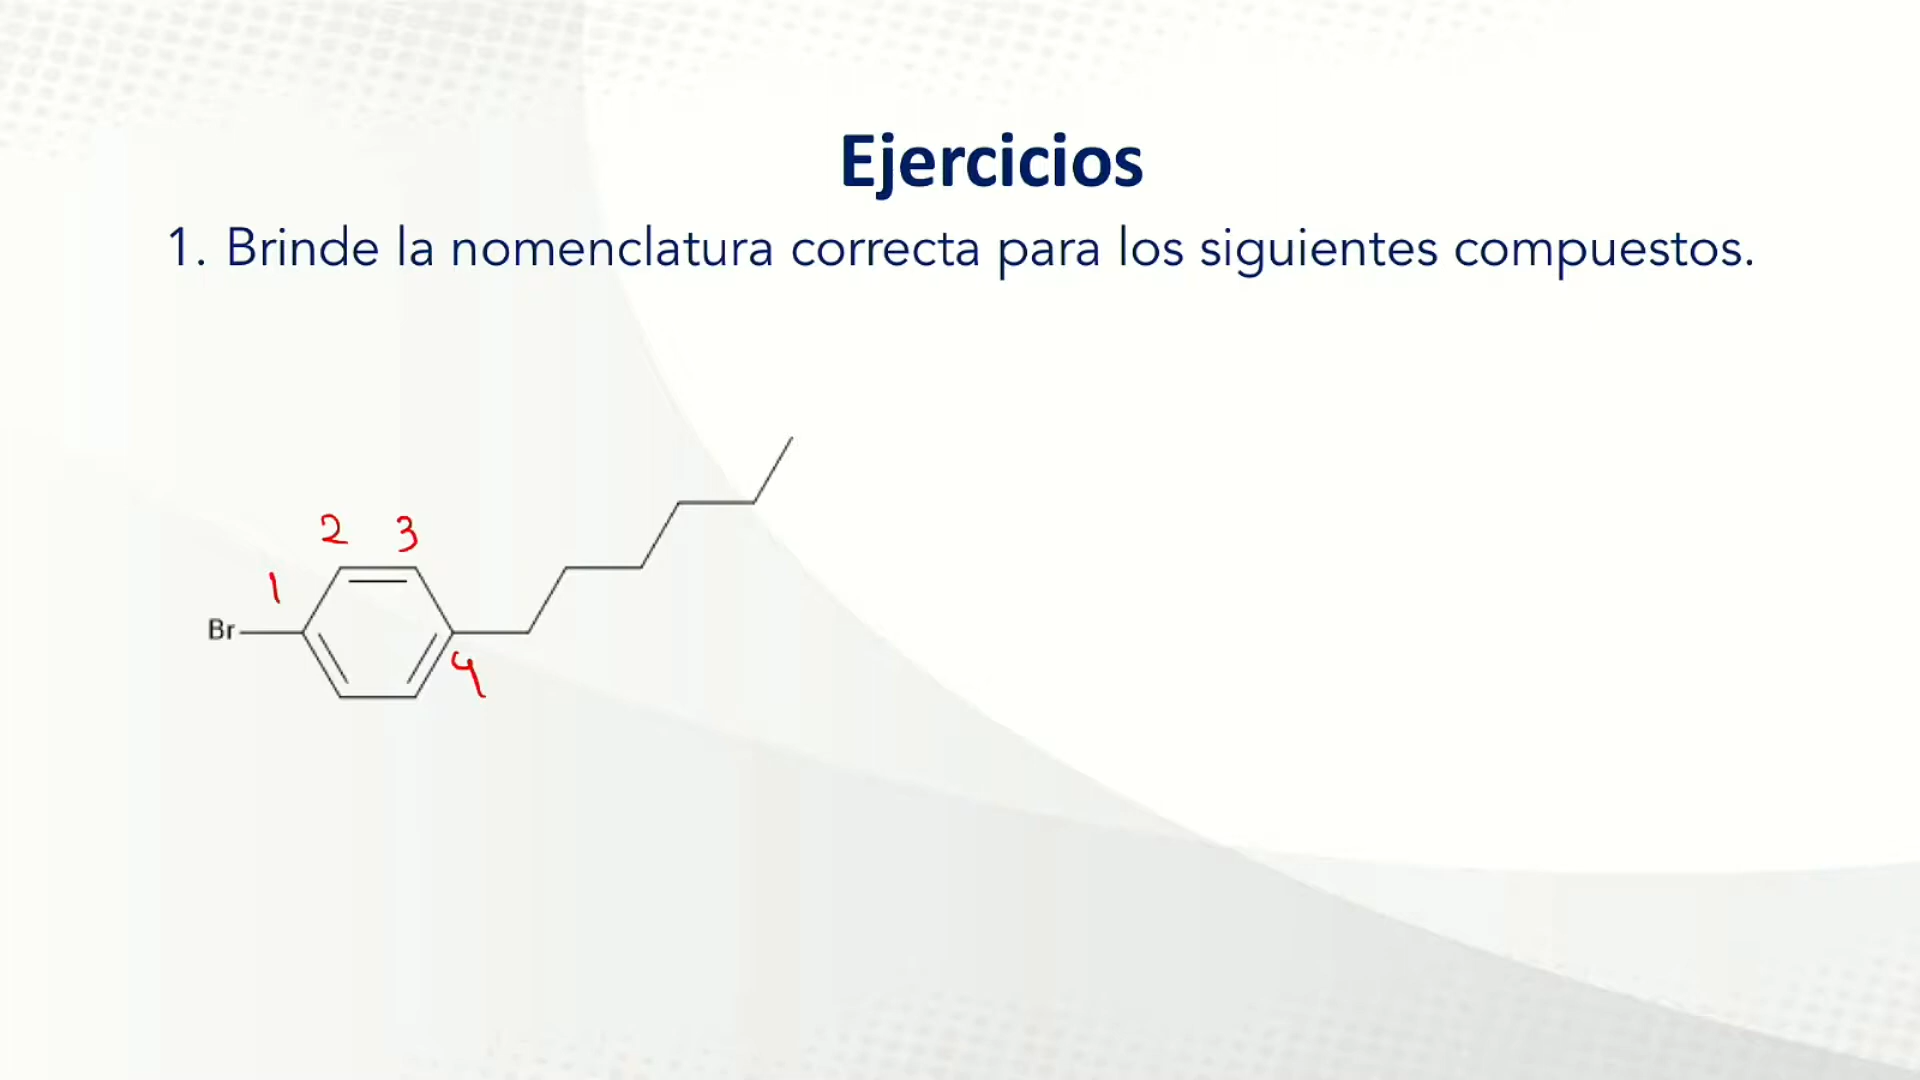 Ejercicios
1. Brinde la nomenclatura correcta para los siguientes compuestos.
2 3
1
Br
4